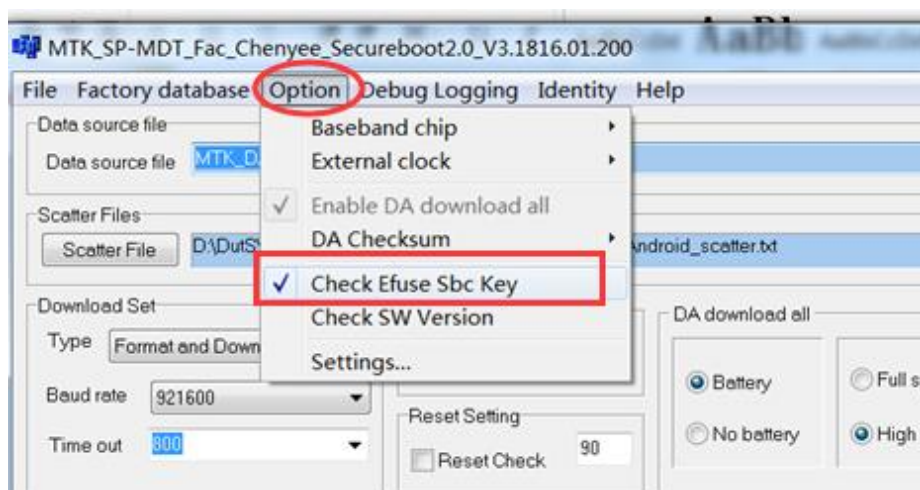 AaBb
MTK_SP-MDT_Fac_Chenyee_Secureboot2.0_V3.1816.01.200
File Factory database Option Debug Logging Identity Help
Data source file
Data source file MTK_D
Baseband chip
External clock
Enable DA download all
DA Checksum
Check Efuse Sbc Key
Check SW Version
Settings...
Scatter Files
Scatter File D:\DutS ndroid_scatter.txt
Download Set
Type Format and Down
Baud rate 921600
Time out 800
Reset Setting
Reset Check 90
DA download all
Battery Full s
No battery High